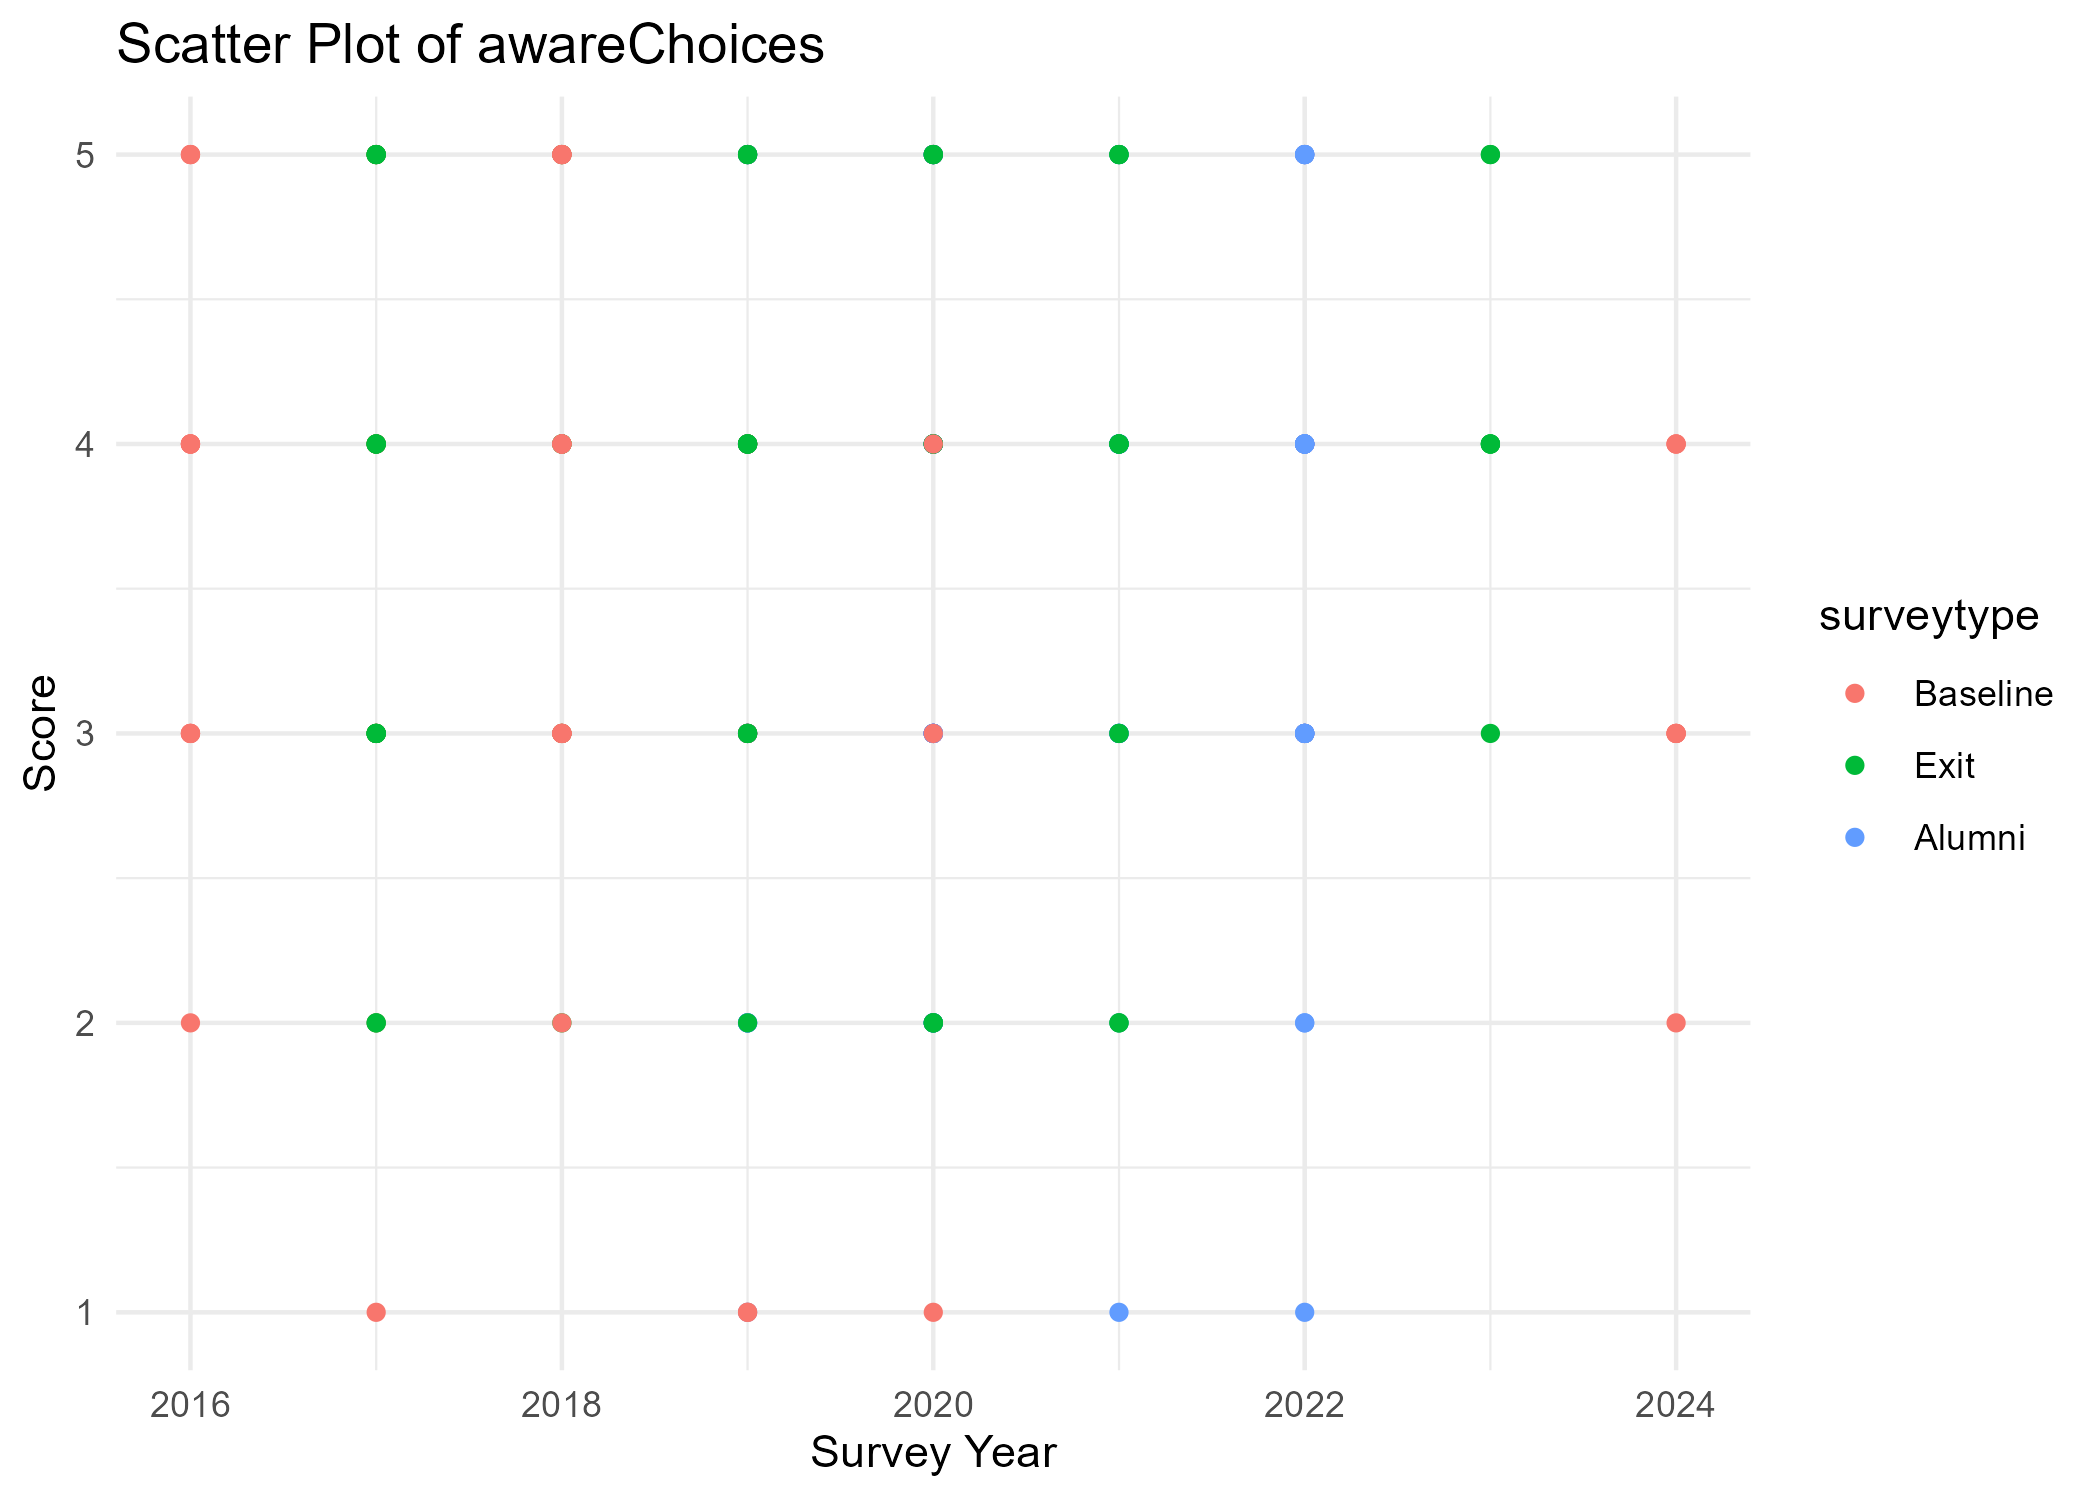 Scatter Plot of awareChoices
5
4
3
2
1
Score
2016 2018 2020 2022 2024
Survey Year
surveytype
Baseline
Exit
Alumni